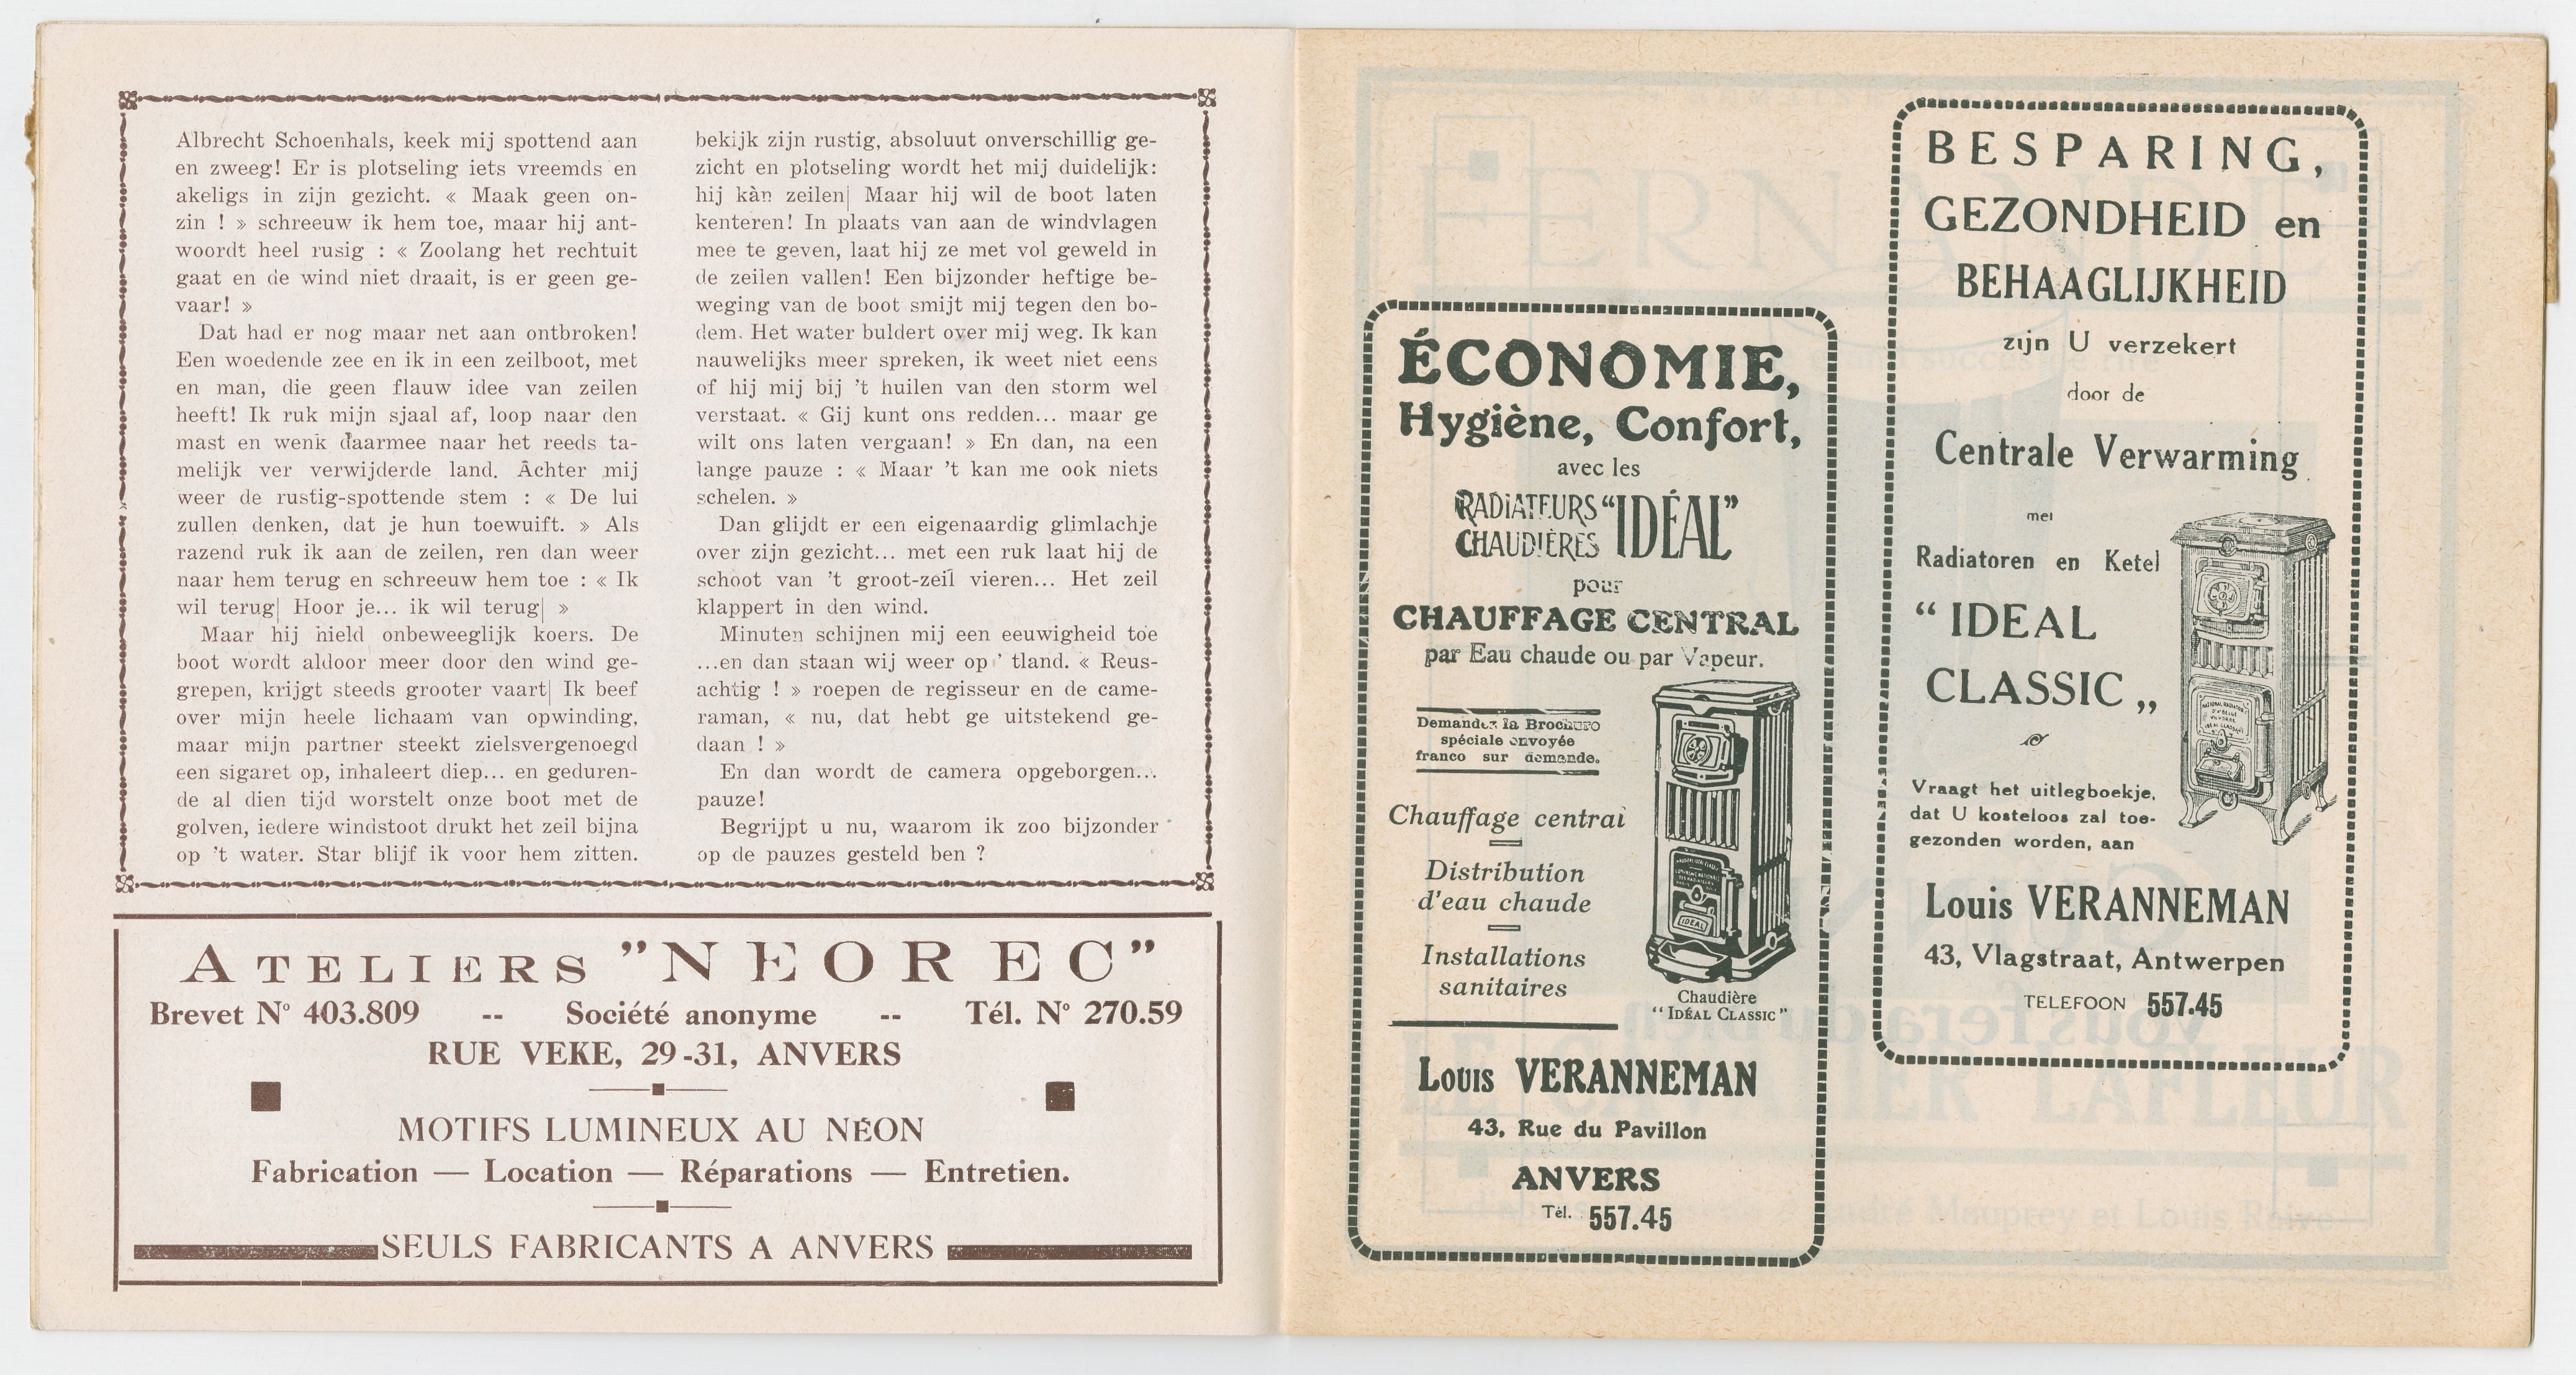 Albrecht Schoenhals, keek mij spottend aan
en zweeg! Er is plotseling iets vreemds en
akeligs in zijn gezicht. « Maak geen on-
zin ! » schreeuw ik hem toe, maar hij ant-
woordt heel rusig : « Zoolang het rechtuit
gaat en de wind niet draait, is er geen ge-
vaar! »
Dat had er nog maar net aan ontbroken!
Een woedende zee en ik in een zeilboot, met
en man, die geen flauw idee van zeilen
heeft! Ik ruk mijn sjaal af, loop naar den
mast en wenk daarmee naar het reeds ta-
melijk ver verwijderde land. Achter mij
weer de rustig-spottende stem : « De lui
zullen denken, dat je hun toewuift. » Als
razend ruk ik aan de zeilen, ren dan weer
naar hem terug en schreeuw hem toe : « Ik
wil terug| Hoor je... ik wil terug| »
Maar hij hield onbeweeglijk koers. De
boot wordt aldoor meer door den wind ge-
grepen, krijgt steeds grooter vaart| Ik beef
over mijn heele lichaam van opwinding,
maar mijn partner steekt zielsvergenoegd
een sigaret op, inhaleert diep... en geduren-
de al dien tijd worstelt onze boot met de
golven, iedere windstoot drukt het zeil bijna
op 't water. Star blijf ik voor hem zitten.
bekijk zijn rustig, absoluut onverschillig ge-
zicht en plotseling wordt het mij duidelijk:
hij kàn zeilen| Maar hij wil de boot laten
kenteren! In plaats van aan de windvlagen
mee te geven, laat hij ze met vol geweld in
de zeilen vallen! Een bijzonder heftige be-
weging van de boot smijt mij tegen den bo-
dem. Het water buldert over mij weg. Ik kan
nauwelijks meer spreken, ik weet niet eens
of hij mij bij 't huilen van den storm wel
verstaat. « Gij kunt ons redden... maar ge
wilt ons laten vergaan! » En dan, na een
lange pauze : « Maar 't kan me ook niets
schelen. »
Dan glijdt er een eigenaardig glimlachje
over zijn gezicht... met een ruk laat hij de
schoot van 't groot-zeil vieren... Het zeil
klappert in den wind.
Minuten schijnen mij een eeuwigheid toe
...en dan staan wij weer op ' tland. « Reus-
achtig ! » roepen de regisseur en de came-
raman, « nu, dat hebt ge uitstekend ge-
daan ! »
En dan wordt de camera opgeborgen...
pauze!
Begrijpt u nu, waarom ik zoo bijzonder
op de pauzes gesteld ben ?
ATELIERS "NEOREC"
Brevet N° 403.809 -- Société anonyme -- Tél. N° 270.59
RUE VEKE, 29-31, ANVERS
MOTIFS LUMINEUX AU NÉON
Fabrication — Location — Réparations — Entretien.
SEULS FABRICANTS A ANVERS
ÉCONOMIE,
Hygiène, Confort,
avec les
RADIATEURS
CHAUDIÈRES "IDÉAL"
pour
CHAUFFAGE CENTRAL
par Eau chaude ou par Vapeur.
Demandez la Brochure
spéciale envoyée
franco sur demande.
Chauffage central
Distribution
d'eau chaude
Installations
sanitaires
IDEAL
Chaudière
"IDÉAL CLASSIC"
Louis VERANNEMAN
43, Rue du Pavillon
ANVERS
Tél. 557.45
BESPARING,
GEZONDHEID en
BEHAAGLIJKHEID
zijn U verzekert
door de
Centrale Verwarming
met
Radiatoren en Ketel
" IDEAL
CLASSIC „
Vraagt het uitlegboekje,
dat U kosteloos zal toe-
gezonden worden, aan
Louis VERANNEMAN
43, Vlagstraat, Antwerpen
TELEFOON 557.45